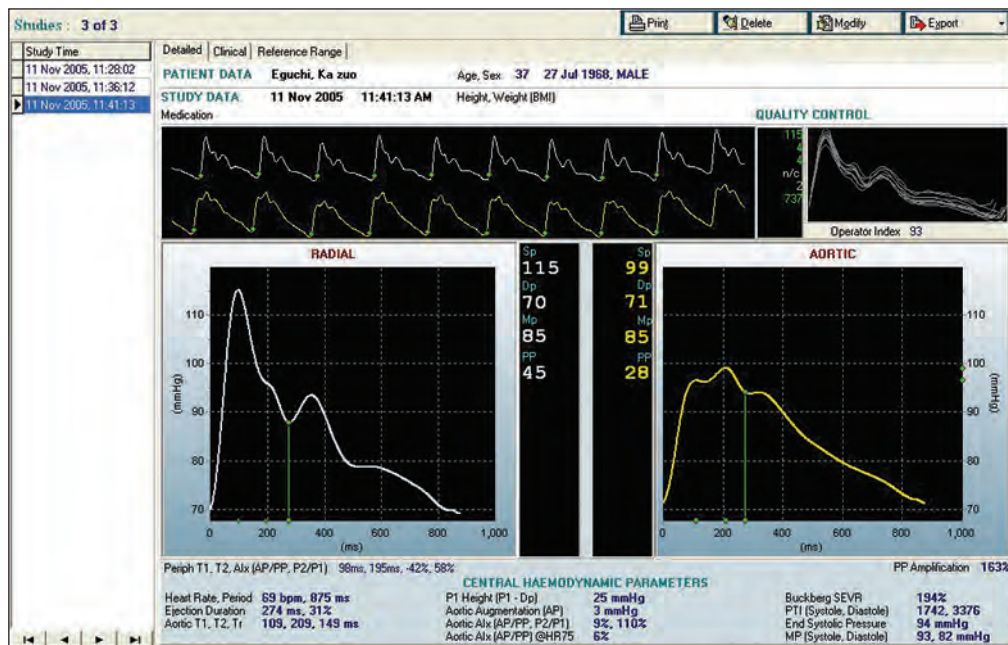 Studies : 3 of 3
Print Delete Modify Export
Study Time
11 Nov 2005, 11:28:02
11 Nov 2005, 11:36:12
11 Nov 2005, 11:41:13
Detailed Clinical Reference Range
PATIENT DATA Eguchi, Ka zuo Age, Sex 37 27 Jul 1968, MALE
STUDY DATA 11 Nov 2005 11:41:13 AM Height, Weight (BMI)
Medication
QUALITY CONTROL
115
4
4
n/c
2
737
Operator Index 93
RADIAL
110
100
90
80
70
(mmHg)
0 200 400 600 800 1,000
(ms)
Sp
115
Dp
70
Mp
85
PP
45
Sp
99
Dp
71
Mp
85
PP
28
AORTIC
110
100
90
80
70
(mmHg)
0 200 400 600 800 1,000
(ms)
Periph T1, T2, AIx (AP/PP, P2/P1) 98ms, 195ms, -42%, 58%
PP Amplification 163%
CENTRAL HAEMODYNAMIC PARAMETERS
Heart Rate, Period 69 bpm, 875 ms
Ejection Duration 274 ms, 31%
Aortic T1, T2, Tr 109, 209, 149 ms
P1 Height (P1 - Dp) 25 mmHg
Aortic Augmentation (AP) 3 mmHg
Aortic AIx (AP/PP, P2/P1) 9%, 110%
Aortic AIx (AP/PP) @HR75 6%
Buckberg SEVR 194%
PTI (Systole, Diastole) 1742, 3376
End Systolic Pressure 94 mmHg
MP (Systole, Diastole) 93, 82 mmHg